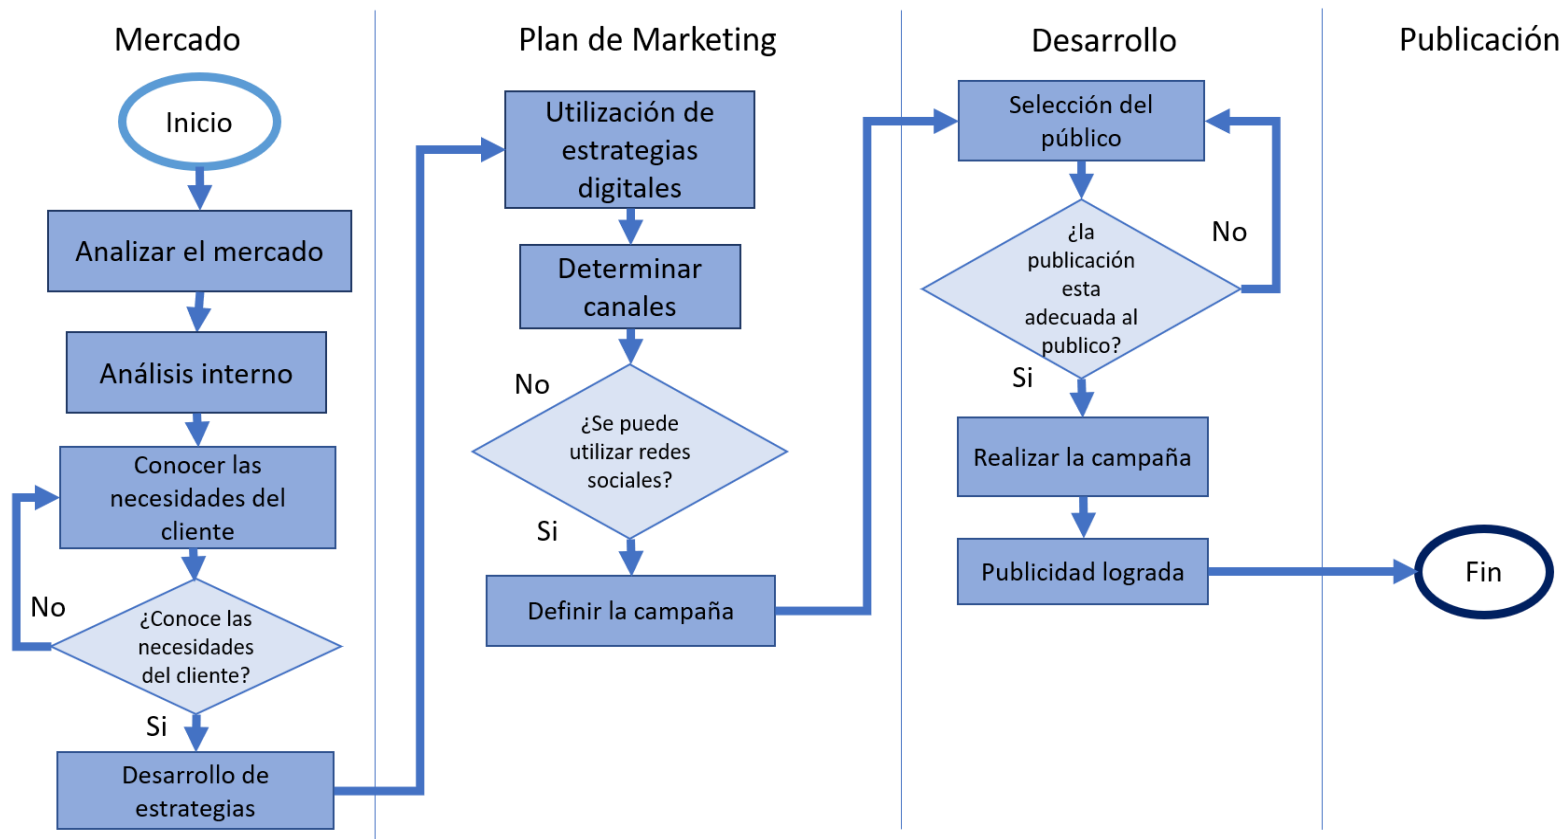 Mercado
Inicio
Analizar el mercado
Análisis interno
Conocer las
necesidades del
cliente
No
¿Conoce las
necesidades
del cliente?
Si
Desarrollo de
estrategias
Plan de Marketing
Utilización de
estrategias
digitales
Determinar
canales
No
¿Se puede
utilizar redes
sociales?
Si
Definir la campaña
Desarrollo
Selección del
público
No
¿la
publicación
esta
adecuada al
publico?
Si
Realizar la campaña
Publicidad lograda
Publicación
Fin